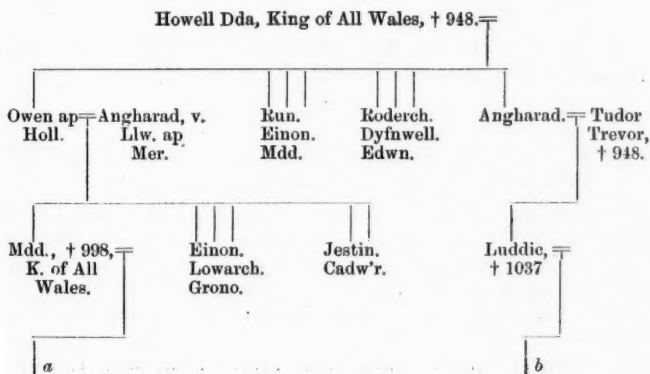 Howell Dda, King of All Wales, † 948.
Owen ap Holl.
Angharad, v. Llw. ap Mer.
Run.
Einon.
Mdd.
Roderch.
Dyfnwell.
Edwn.
Angharad.
Tudor Trevor, † 948.
Mdd., † 998, K. of All Wales.
Einon.
Lowarch.
Grono.
Jestin.
Cadw'r.
Luddic, † 1037
a
b